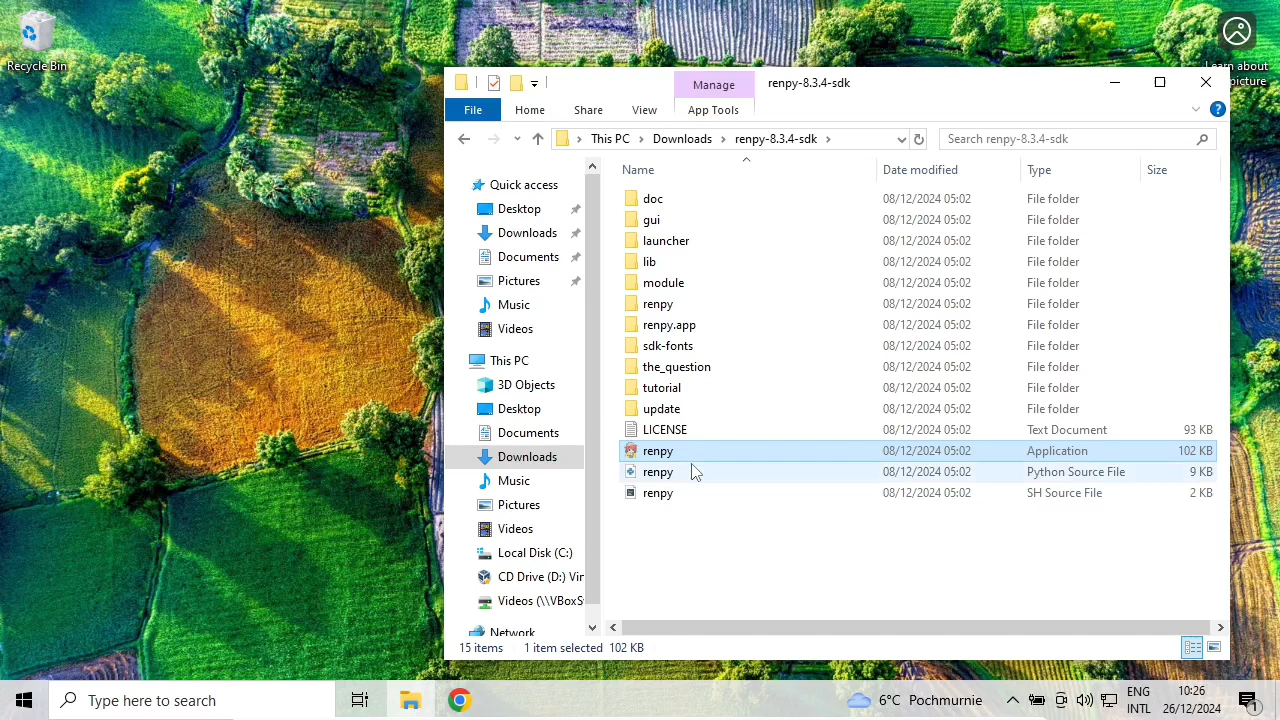 Recycle Bin
Learn about
picture
Manage
renpy-8.3.4-sdk
File
Home
Share
View
App Tools
This PC
Downloads
renpy-8.3.4-sdk
Search renpy-8.3.4-sdk
Name
Date modified
Type
Size
Quick access
Desktop
Downloads
Documents
Pictures
Music
Videos
This PC
3D Objects
Desktop
Documents
Downloads
Music
Pictures
Videos
Local Disk (C:)
CD Drive (D:) Vir
Videos (\\VBoxS
Network
doc 08/12/2024 05:02 File folder
gui 08/12/2024 05:02 File folder
launcher 08/12/2024 05:02 File folder
lib 08/12/2024 05:02 File folder
module 08/12/2024 05:02 File folder
renpy 08/12/2024 05:02 File folder
renpy.app 08/12/2024 05:02 File folder
sdk-fonts 08/12/2024 05:02 File folder
the_question 08/12/2024 05:02 File folder
tutorial 08/12/2024 05:02 File folder
update 08/12/2024 05:02 File folder
LICENSE 08/12/2024 05:02 Text Document 93 KB
renpy 08/12/2024 05:02 Application 102 KB
renpy 08/12/2024 05:02 Python Source File 9 KB
renpy 08/12/2024 05:02 SH Source File 2 KB
15 items 1 item selected 102 KB
Type here to search
6°C Pochmurnie
ENG
INTL
10:26
26/12/2024
1